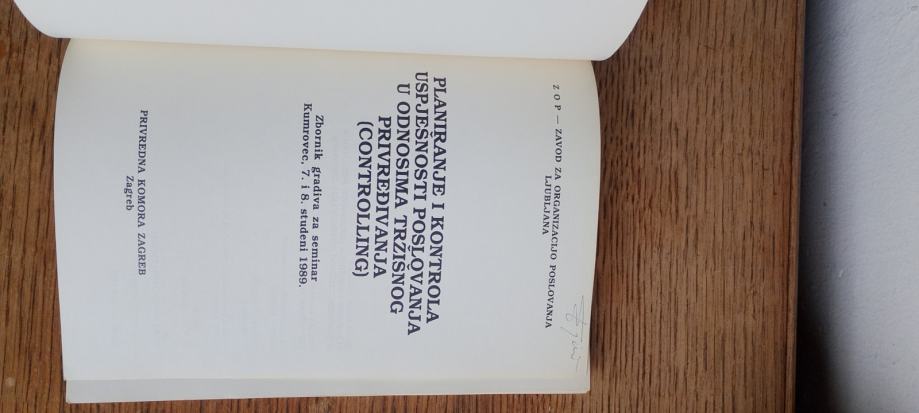 Z O P — ZAVOD ZA ORGANIZACIJO POSLOVANJA
LJUBLJANA
PLANIRANJE I KONTROLA
USPJEŠNOSTI POSLOVANJA
U ODNOSIMA TRŽIŠNOG
PRIVREĐIVANJA
(CONTROLLING)
Zbornik gradiva za seminar
Kumrovec, 7. i 8. studeni 1989.
PRIVREDNA KOMORA ZAGREB
Zagreb